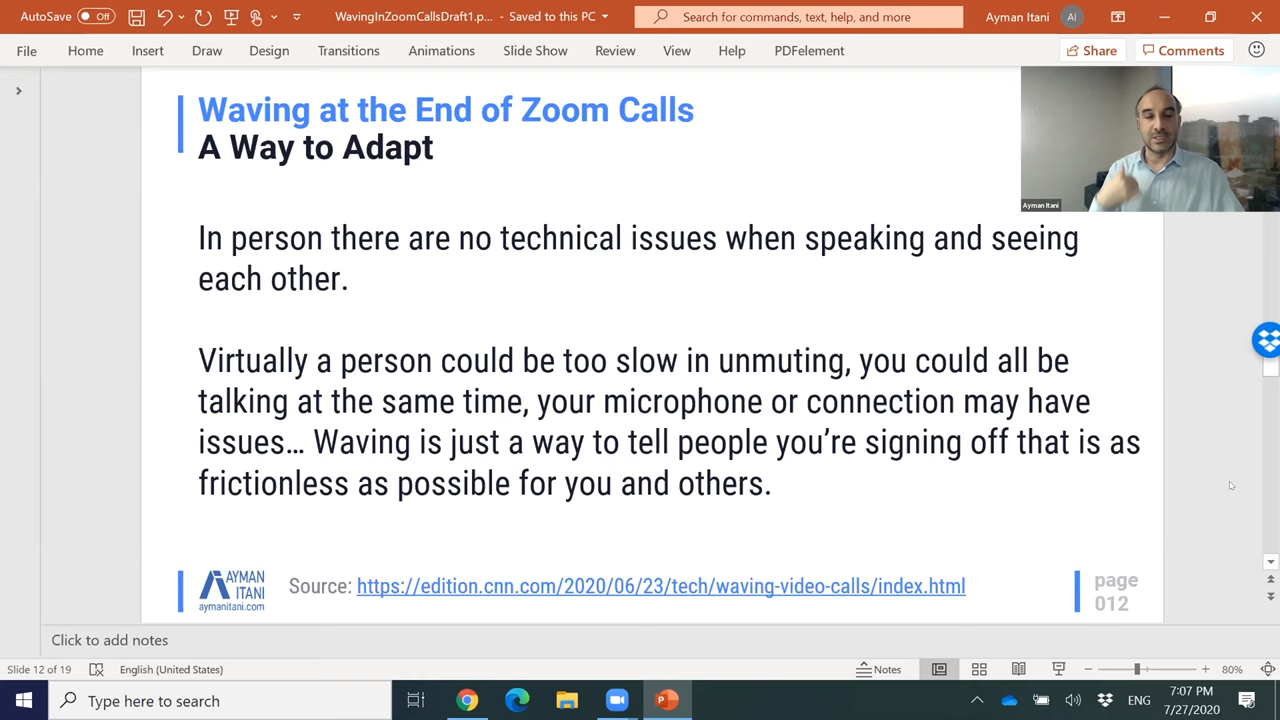 AutoSave Off WavingInZoomCallsDraft1.p... - Saved to this PC Search for commands, text, help, and more Ayman Itani AI
File Home Insert Draw Design Transitions Animations Slide Show Review View Help PDFelement Share Comments
Waving at the End of Zoom Calls
A Way to Adapt
Ayman Itani
In person there are no technical issues when speaking and seeing
each other.
Virtually a person could be too slow in unmuting, you could all be
talking at the same time, your microphone or connection may have
issues... Waving is just a way to tell people you're signing off that is as
frictionless as possible for you and others.
AYMAN
ITANI
aymanitani.com
Source: https://edition.cnn.com/2020/06/23/tech/waving-video-calls/index.html
page
012
Click to add notes
Slide 12 of 19 English (United States) Notes 80%
Type here to search ENG 7:07 PM
7/27/2020